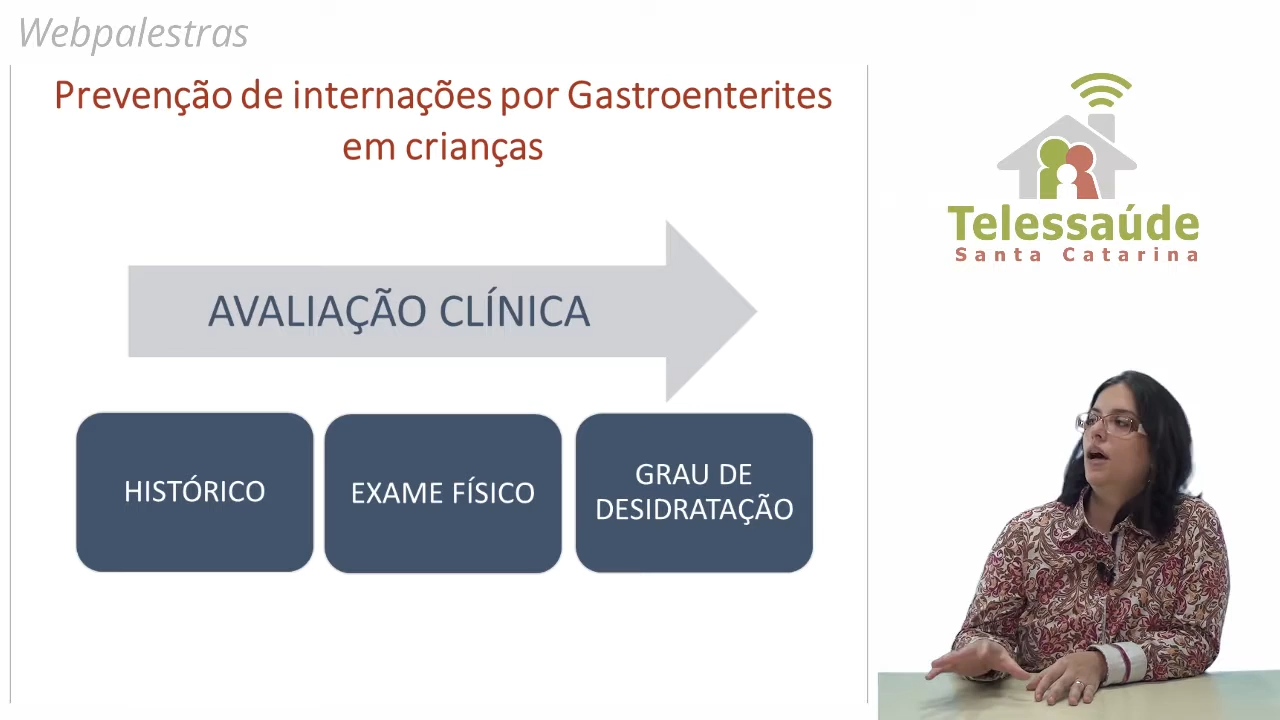 Webpalestras
Prevenção de internações por Gastroenterites
em crianças
AVALIAÇÃO CLÍNICA
HISTÓRICO
EXAME FÍSICO
GRAU DE
DESIDRATAÇÃO
Telessaúde
Santa Catarina